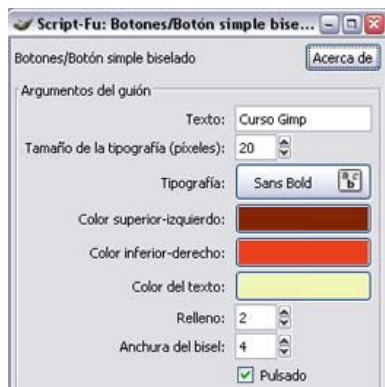 Script-Fu: Botones/Botón simple bise...
Botones/Botón simple biselado Acerca de
Argumentos del guión
Texto: Curso Gimp
Tamaño de la tipografía (píxeles): 20
Tipografía: Sans Bold
Color superior-izquierdo:
Color inferior-derecho:
Color del texto:
Relleno: 2
Anchura del bisel: 4
Pulsado